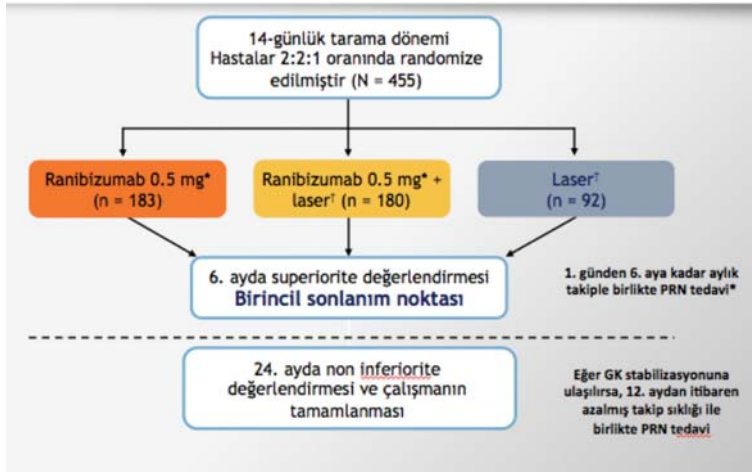 14-günlük tarama dönemi
Hastalar 2:2:1 oranında randomize
edilmiştir (N = 455)
Ranibizumab 0.5 mg*
(n = 183)
Ranibizumab 0.5 mg* +
laser† (n = 180)
Laser†
(n = 92)
6. ayda superiorite değerlendirmesi
Birincil sonlanım noktası
1. günden 6. aya kadar aylık
takiple birlikte PRN tedavi*
24. ayda non inferiorite
değerlendirmesi ve çalışmanın
tamamlanması
Eğer GK stabilizasyonuna
ulaşılırsa, 12. aydan itibaren
azalmış takip sıklığı ile
birlikte PRN tedavi